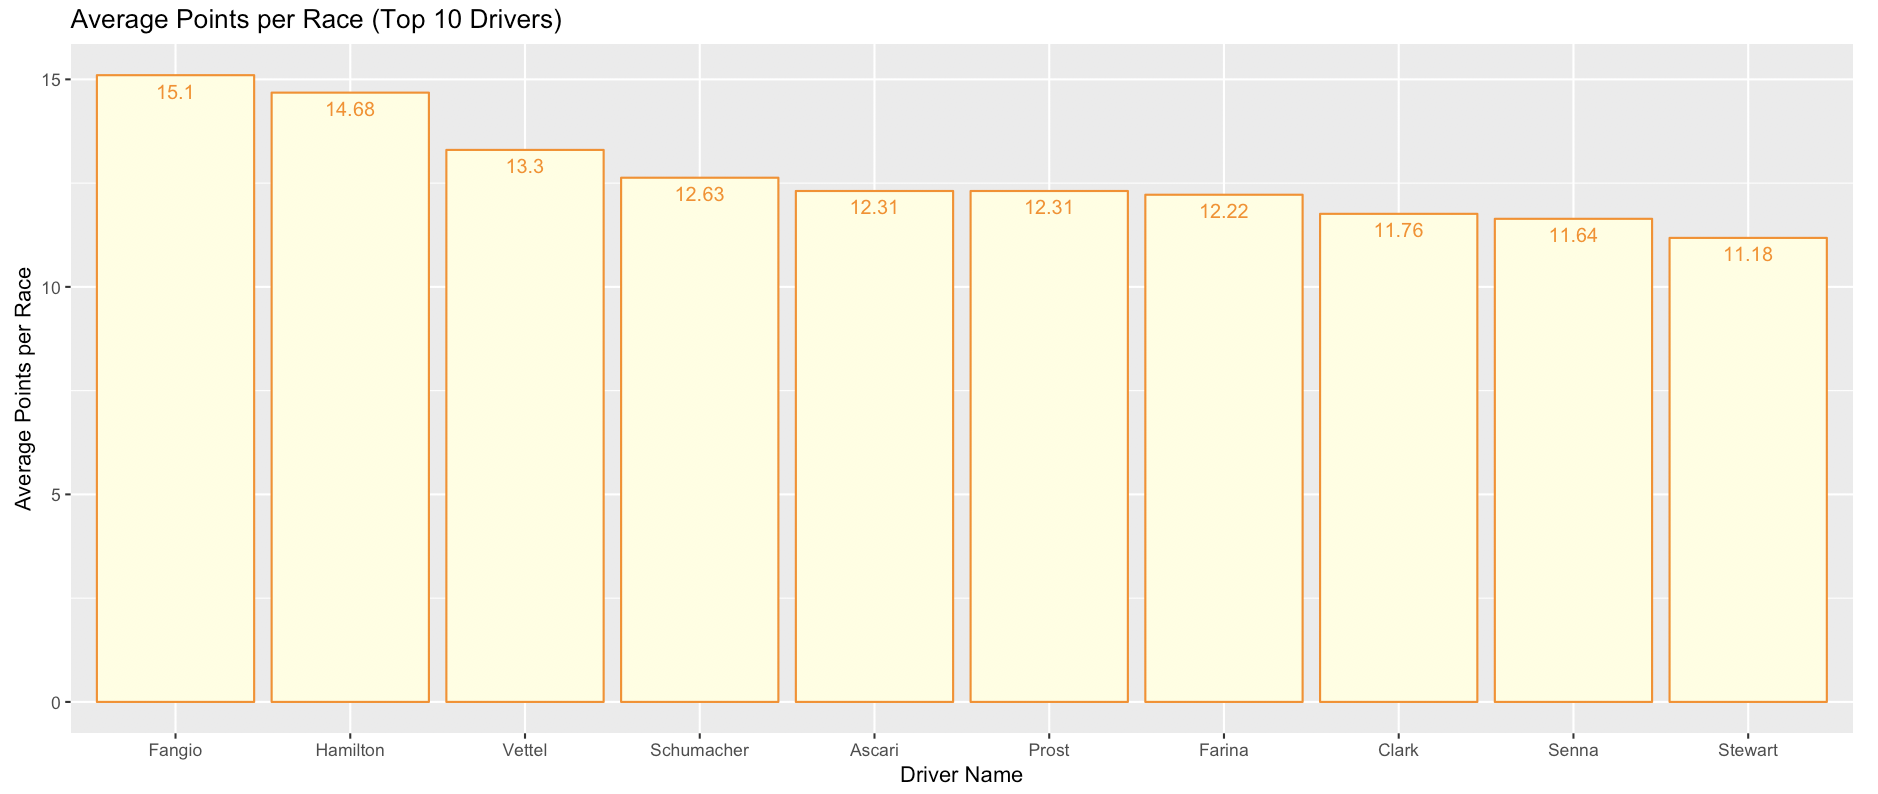 Average Points per Race (Top 10 Drivers)
Average Points per Race
15
10
5
0
15.1
14.68
13.3
12.63
12.31
12.31
12.22
11.76
11.64
11.18
Fangio
Hamilton
Vettel
Schumacher
Ascari
Prost
Farina
Clark
Senna
Stewart
Driver Name